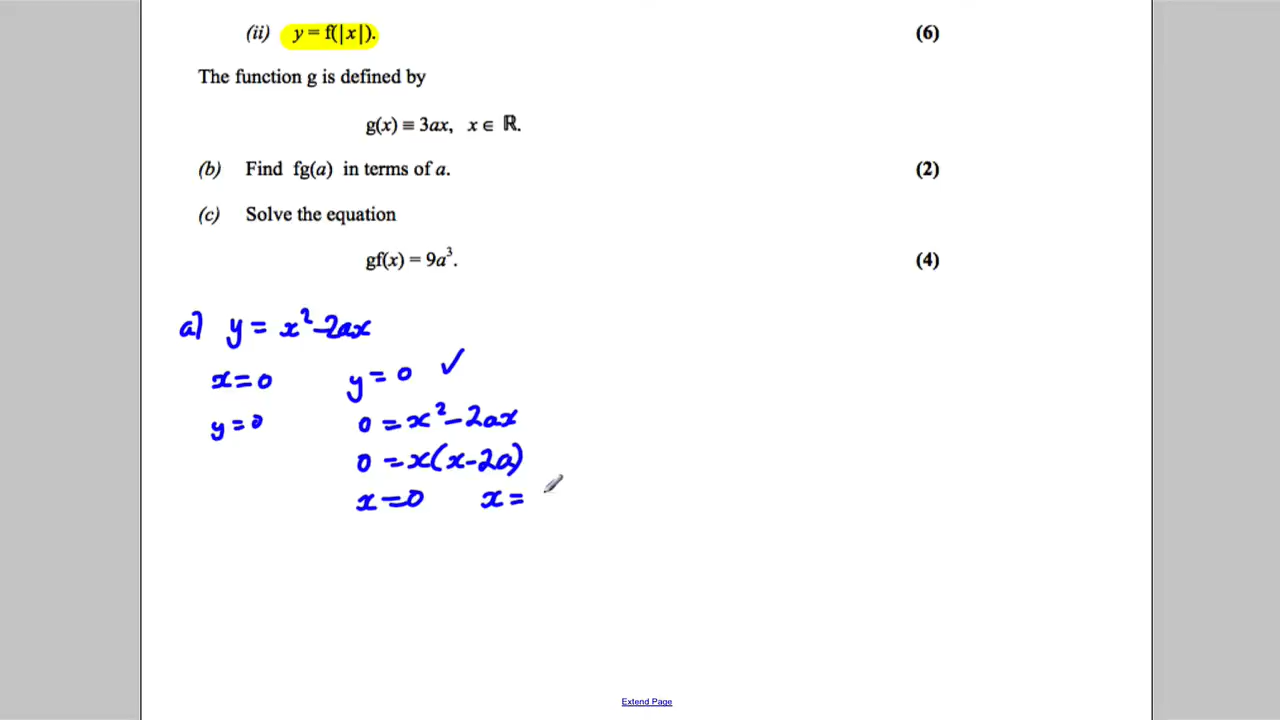 (ii) y = f(|x|). (6)
The function g is defined by
g(x) ≡ 3ax, x ∈ ℝ.
(b) Find fg(a) in terms of a. (2)
(c) Solve the equation
gf(x) = 9a³. (4)
a) y = x² - 2ax
x = 0 y = 0 ✓
y = 0 0 = x² - 2ax
0 = x(x - 2a)
x = 0 x =
Extend Page